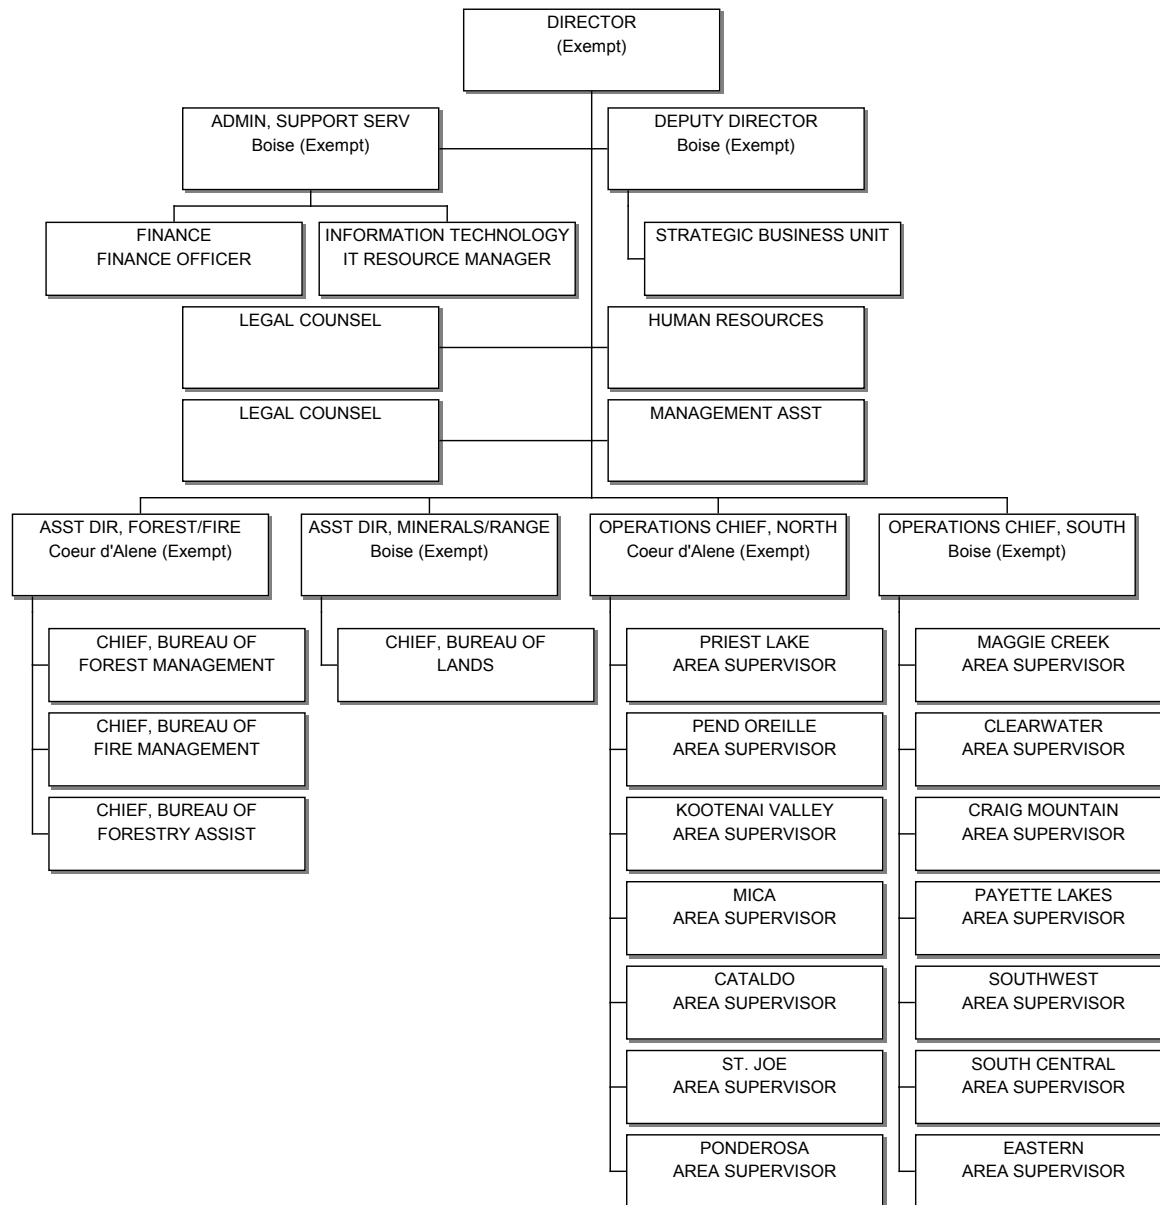 DIRECTOR
(Exempt)
ADMIN, SUPPORT SERV
Boise (Exempt)
DEPUTY DIRECTOR
Boise (Exempt)
FINANCE
FINANCE OFFICER
INFORMATION TECHNOLOGY
IT RESOURCE MANAGER
STRATEGIC BUSINESS UNIT
LEGAL COUNSEL
HUMAN RESOURCES
LEGAL COUNSEL
MANAGEMENT ASST
ASST DIR, FOREST/FIRE
Coeur d'Alene (Exempt)
ASST DIR, MINERALS/RANGE
Boise (Exempt)
OPERATIONS CHIEF, NORTH
Coeur d'Alene (Exempt)
OPERATIONS CHIEF, SOUTH
Boise (Exempt)
CHIEF, BUREAU OF
FOREST MANAGEMENT
CHIEF, BUREAU OF
LANDS
PRIEST LAKE
AREA SUPERVISOR
MAGGIE CREEK
AREA SUPERVISOR
CHIEF, BUREAU OF
FIRE MANAGEMENT
PEND OREILLE
AREA SUPERVISOR
CLEARWATER
AREA SUPERVISOR
CHIEF, BUREAU OF
FORESTRY ASSIST
KOOTENAI VALLEY
AREA SUPERVISOR
CRAIG MOUNTAIN
AREA SUPERVISOR
MICA
AREA SUPERVISOR
PAYETTE LAKES
AREA SUPERVISOR
CATALDO
AREA SUPERVISOR
SOUTHWEST
AREA SUPERVISOR
ST. JOE
AREA SUPERVISOR
SOUTH CENTRAL
AREA SUPERVISOR
PONDEROSA
AREA SUPERVISOR
EASTERN
AREA SUPERVISOR